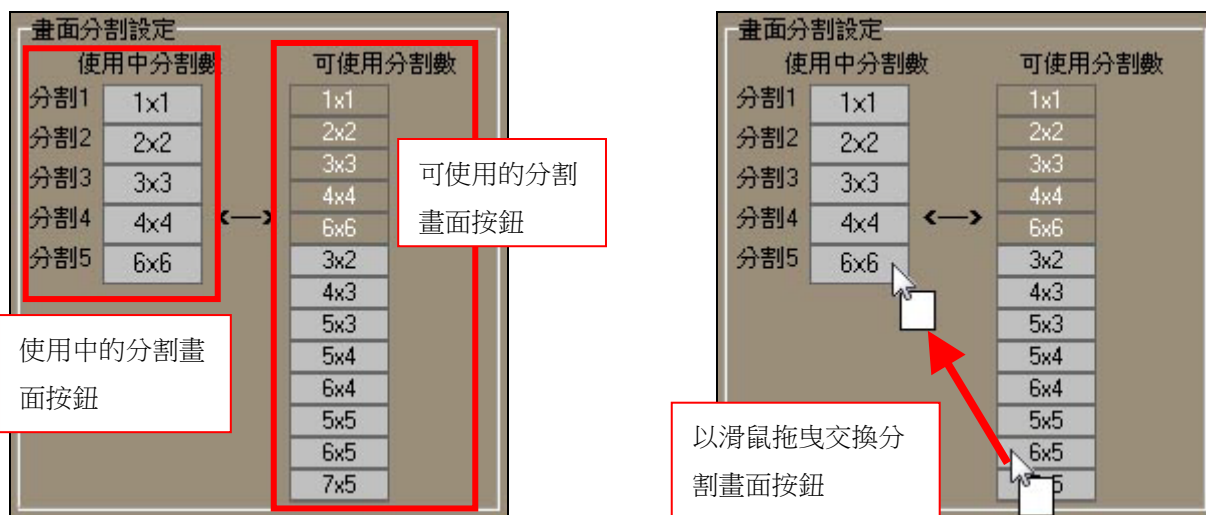 畫面分割設定
使用中分割數
可使用分割數
分割1
1x1
分割2
2x2
分割3
3x3
分割4
4x4
分割5
6x6
1x1
2x2
3x3
4x4
6x6
3x2
4x3
5x3
5x4
6x4
5x5
6x5
7x5
可使用的分割
畫面按鈕
使用中的分割畫
面按鈕
畫面分割設定
使用中分割數
可使用分割數
分割1
1x1
分割2
2x2
分割3
3x3
分割4
4x4
分割5
6x6
1x1
2x2
3x3
4x4
6x6
3x2
4x3
5x3
5x4
6x4
5x5
6x5
以滑鼠拖曳交換分
割畫面按鈕